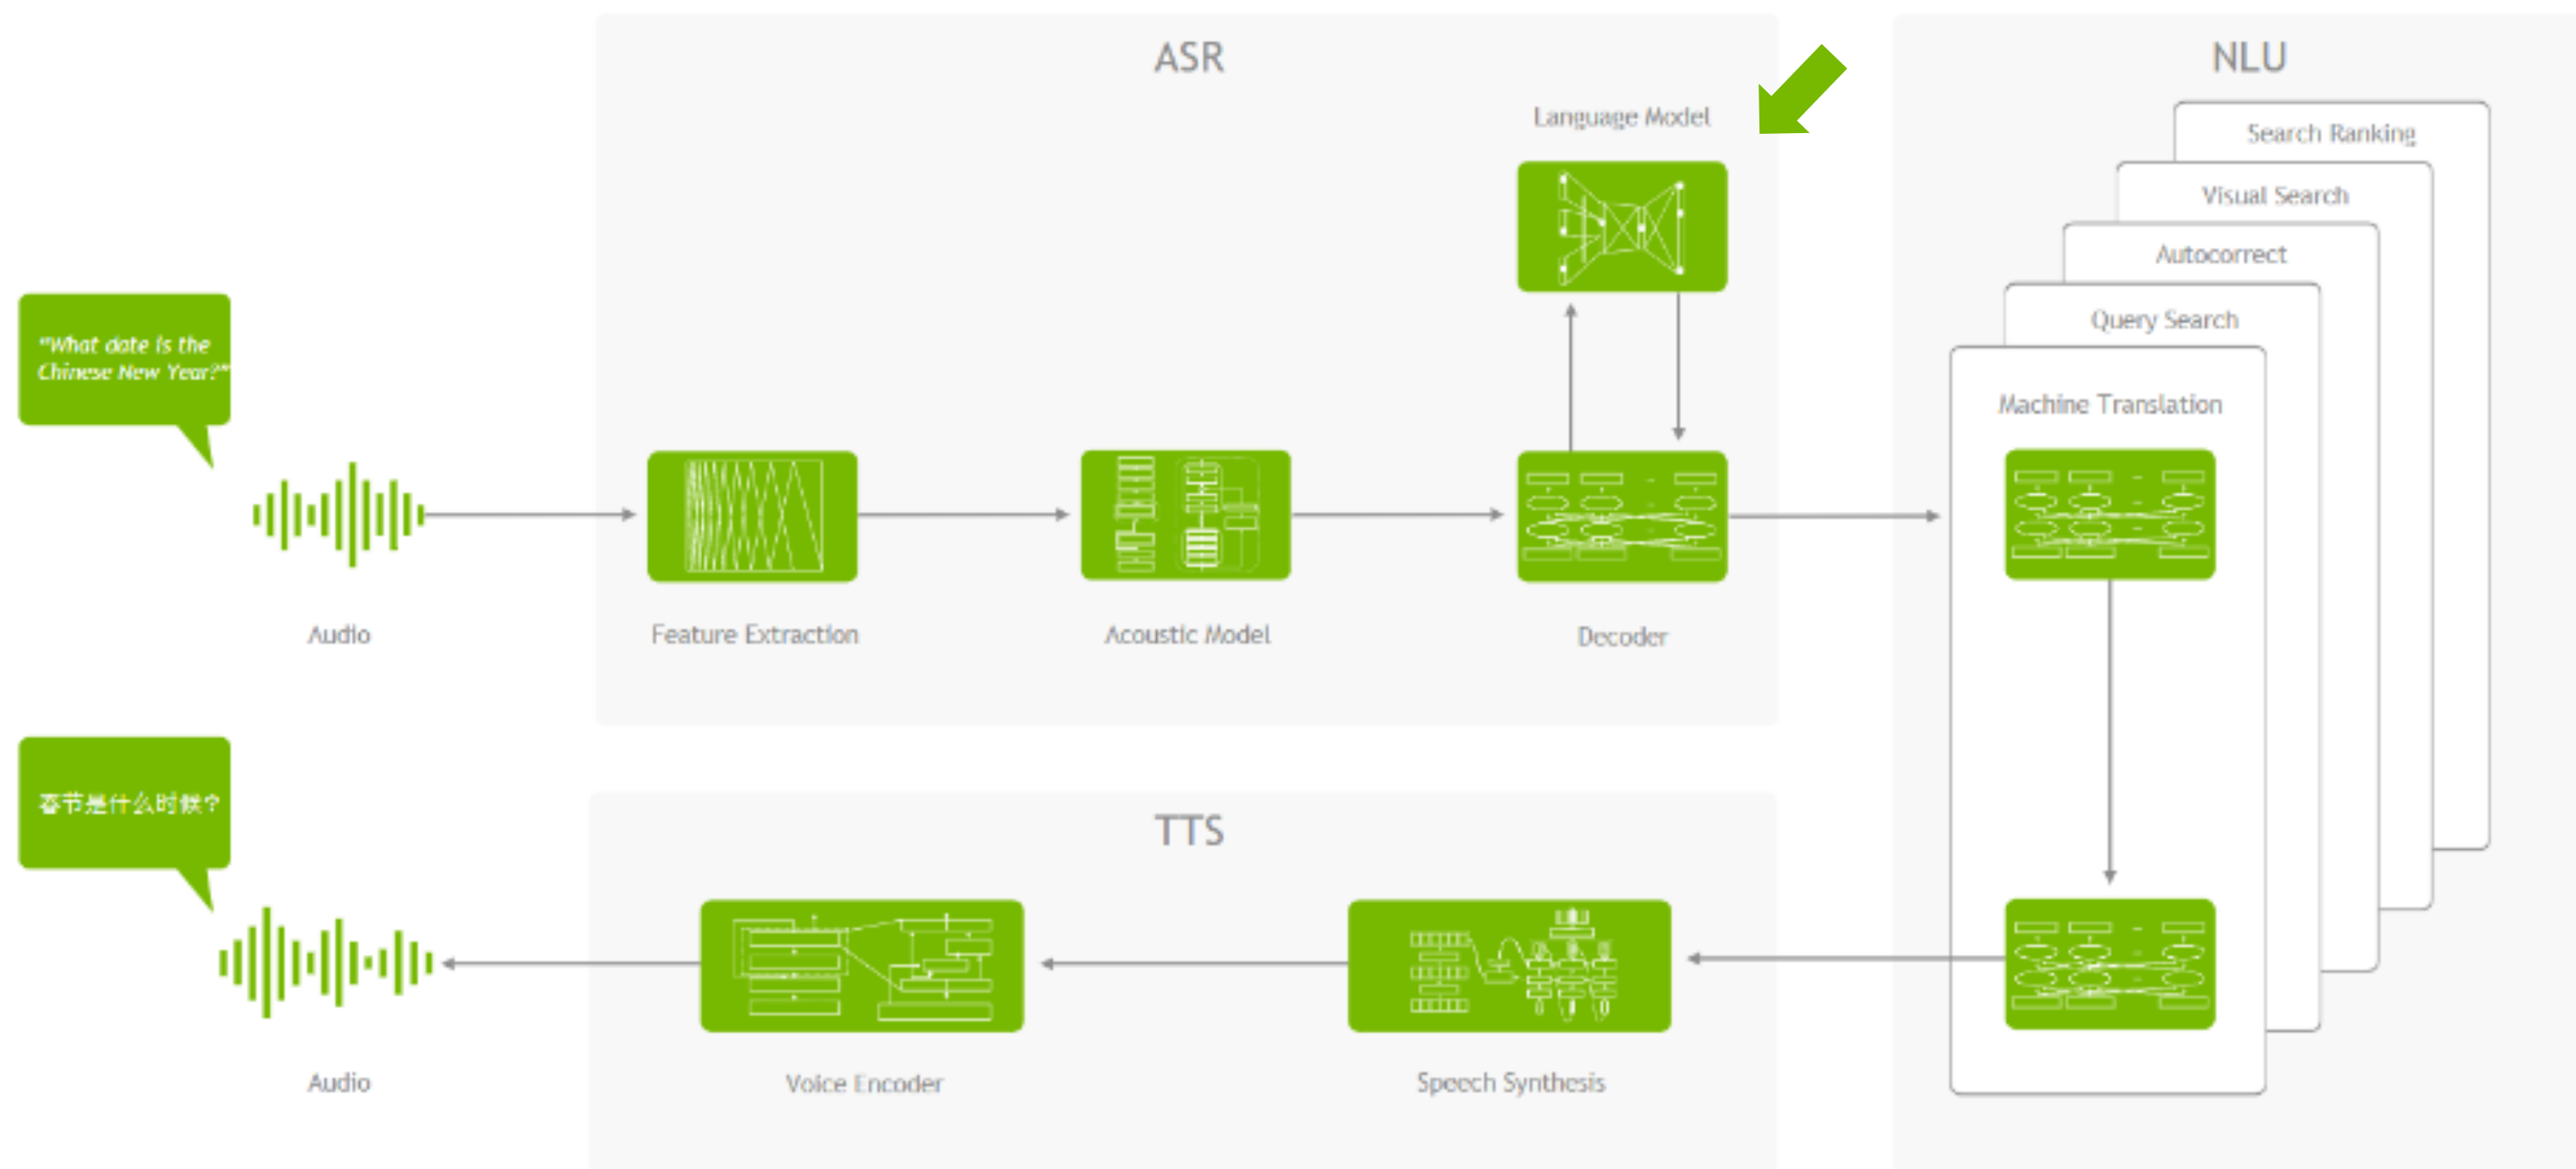 ASR
Language Model
NLU
Search Ranking
Visual Search
Autocorrect
Query Search
Machine Translation
"What date is the
Chinese New Year?"
Audio
Feature Extraction
Acoustic Model
Decoder
TTS
春节是什么时候?
Audio
Voice Encoder
Speech Synthesis